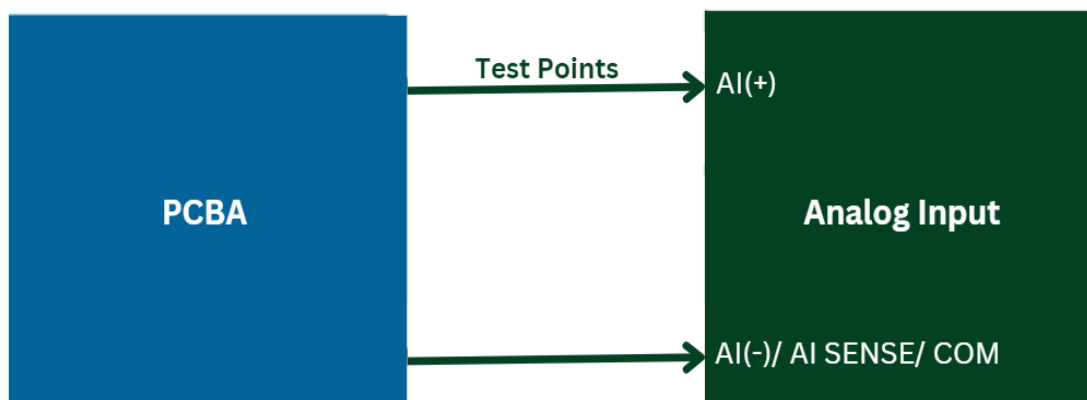 Test Points
AI(+)
PCBA
Analog Input
AI(-)/ AI SENSE/ COM